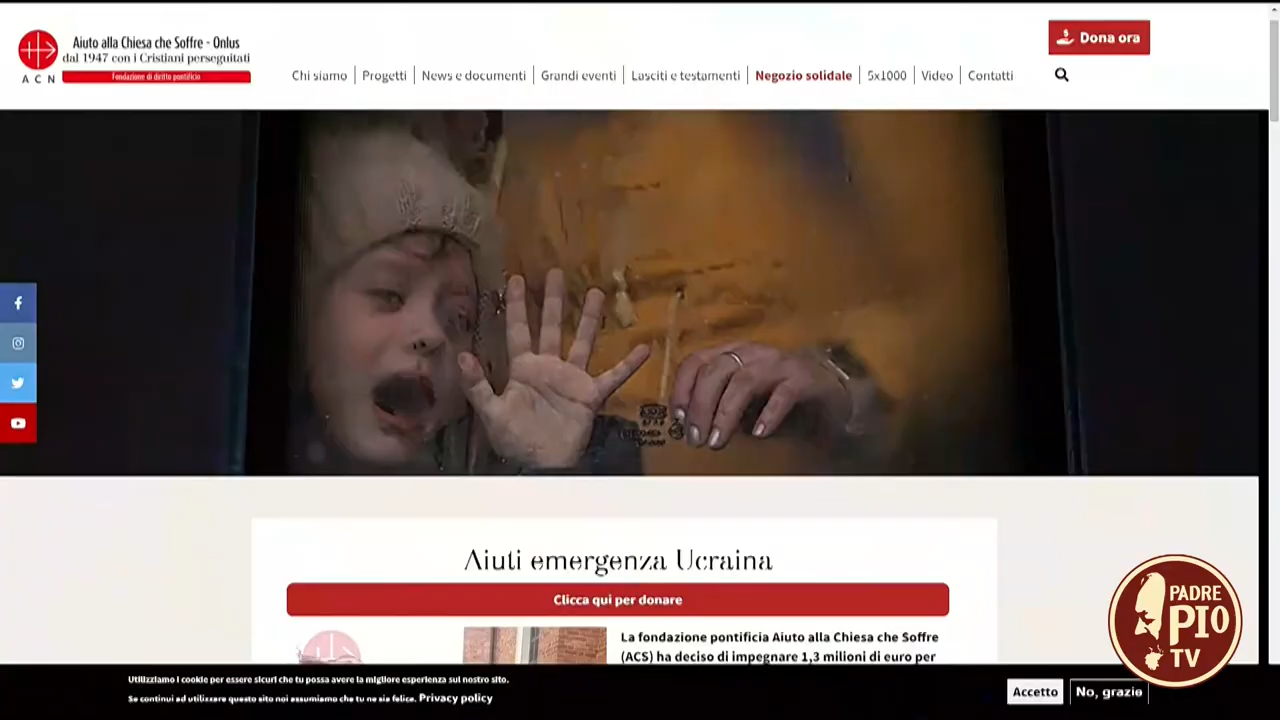 Aiuto alla Chiesa che Soffre - Onlus
dal 1947 con i Cristiani perseguitati
Fondazione di diritto pontificio
A C N
Dona ora
Chi siamo
Progetti
News e documenti
Grandi eventi
Lasciti e testamenti
Negozio solidale
5x1000
Video
Contatti
Aiuti emergenza Ucraina
Clicca qui per donare
La fondazione pontificia Aiuto alla Chiesa che Soffre
(ACS) ha deciso di impegnare 1,3 milioni di euro per
Utilizziamo i cookie per essere sicuri che tu possa avere la migliore esperienza sul nostro sito.
Se continui ad utilizzare questo sito noi assumiamo che tu ne sia felice. Privacy policy
Accetto
No, grazie
PADRE
PIO
TV